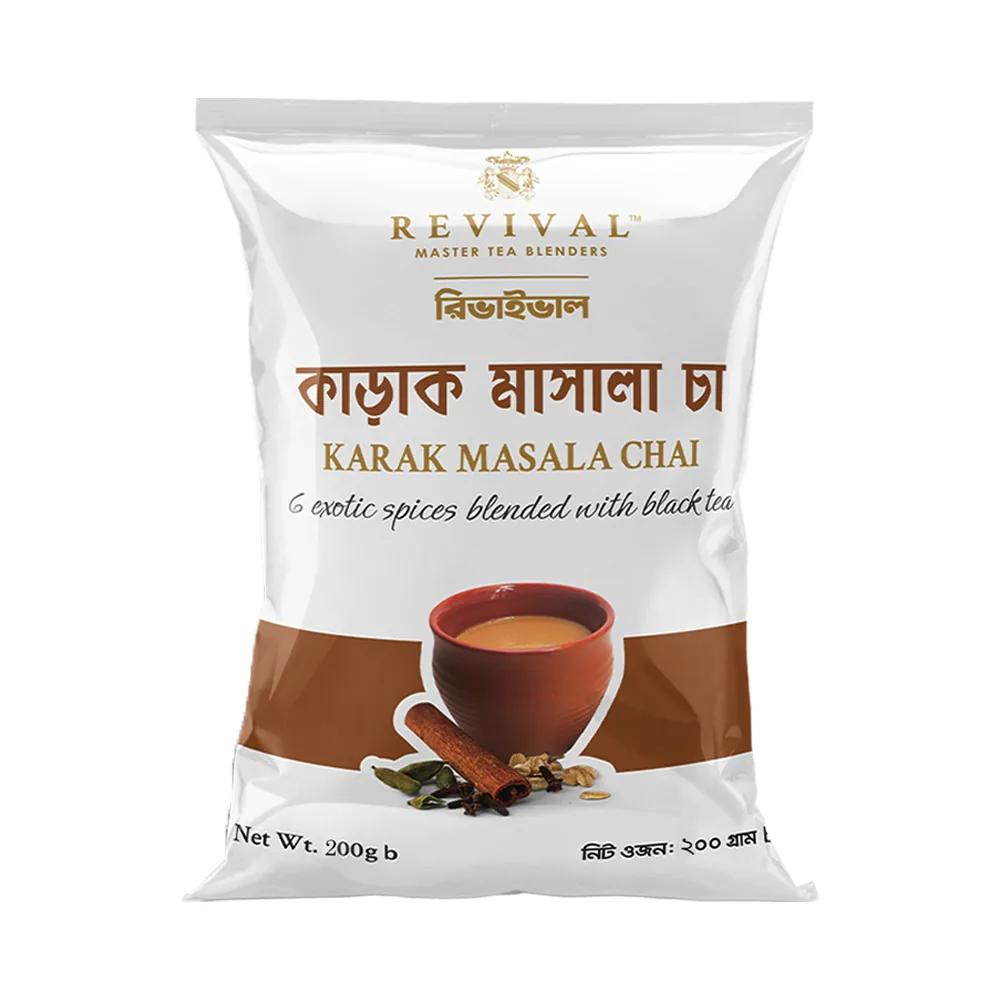 REVIVAL™
MASTER TEA BLENDERS
রিভাইভাল
কাড়াক মাসালা চা
KARAK MASALA CHAI
6 exotic spices blended with black tea
Net Wt. 200g b
নিট ওজন: ২০০ গ্রাম